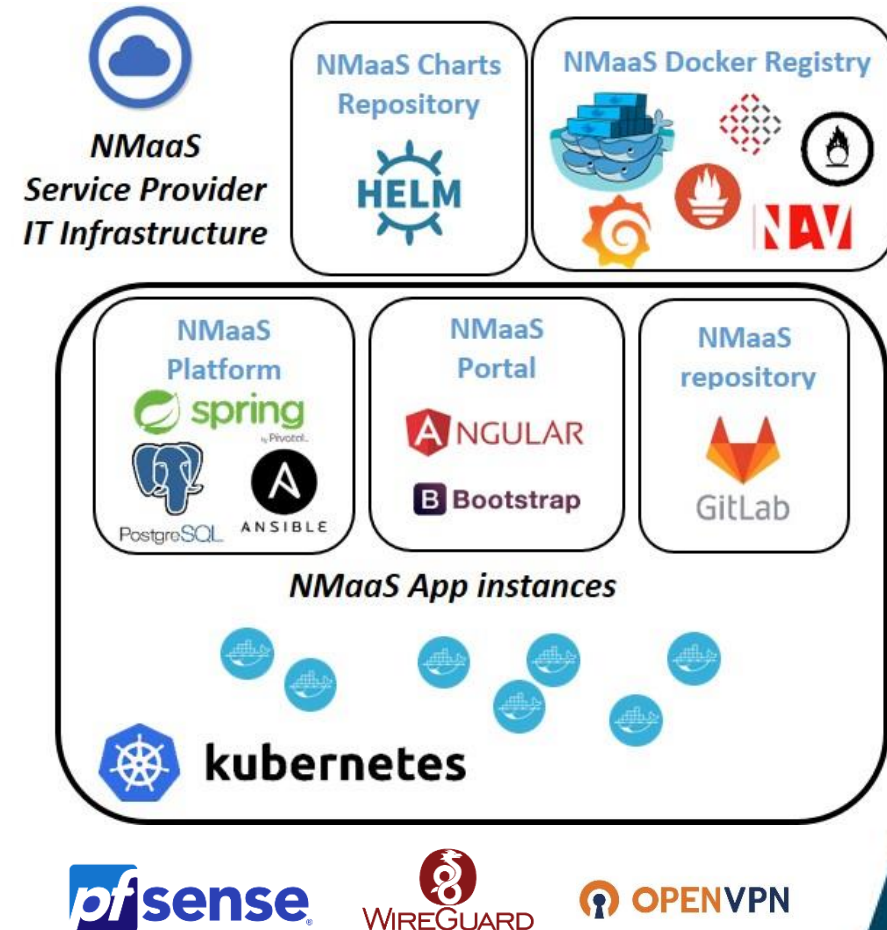 NMaaS
Service Provider
IT Infrastructure
NMaaS Charts
Repository
HELM
NMaaS Docker Registry
NAV
NMaaS
Platform
spring
by Pivotal
PostgreSQL
ANSIBLE
NMaaS
Portal
A NGULAR
B Bootstrap
NMaaS
repository
GitLab
NMaaS App instances
kubernetes
pfsense
WIREGUARD
OPENVPN